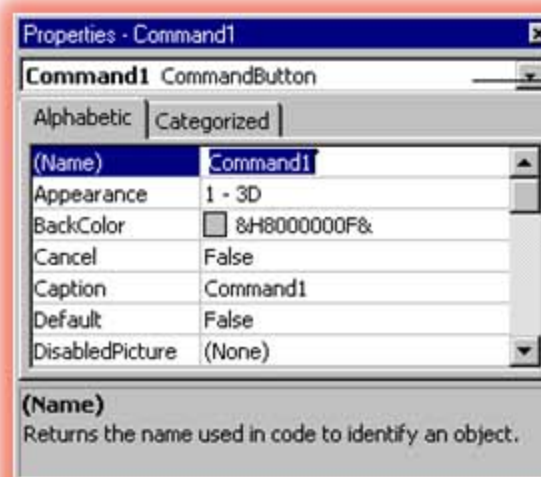 Properties - Command1
Command1 CommandButton
Alphabetic Categorized
(Name) Command1
Appearance 1 - 3D
BackColor &H8000000F&
Cancel False
Caption Command1
Default False
DisabledPicture (None)
(Name)
Returns the name used in code to identify an object.